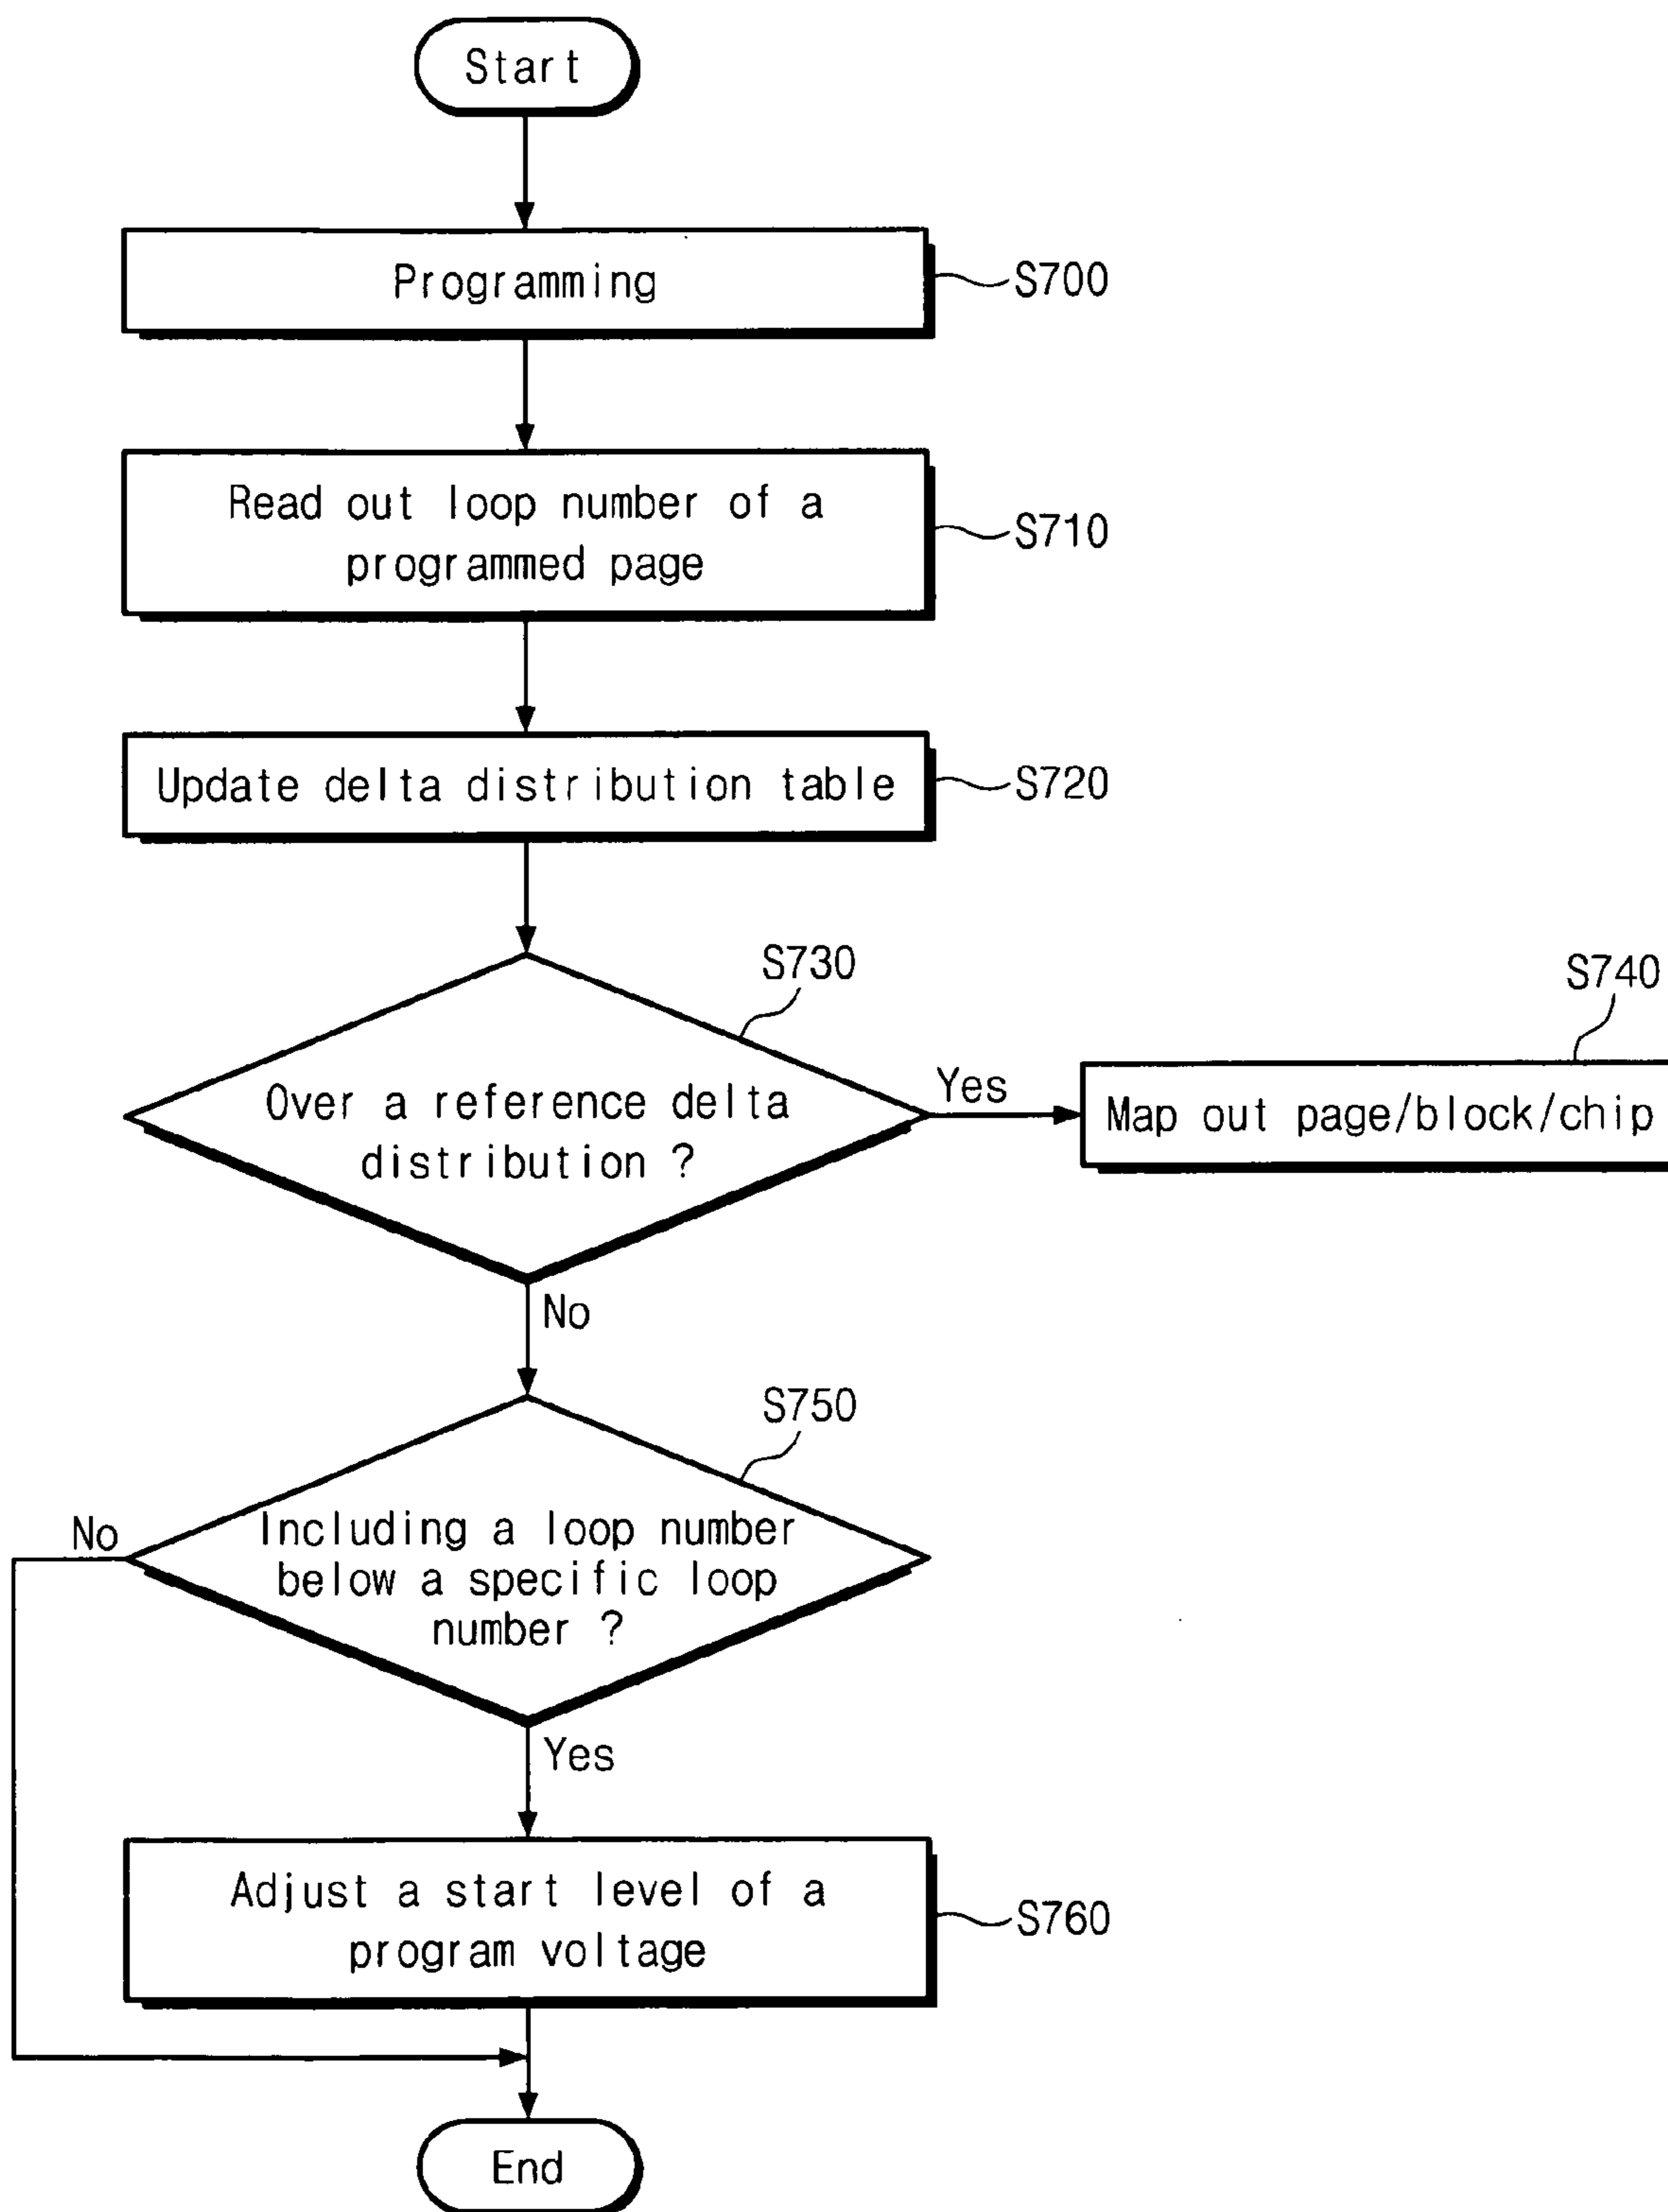 Start
Programming
S700
Read out loop number of a
programmed page
S710
Update delta distribution table
S720
S730
Over a reference delta
distribution ?
Yes
S740
Map out page/block/chip
No
S750
Including a loop number
below a specific loop
number ?
No
Yes
Adjust a start level of a
program voltage
S760
End